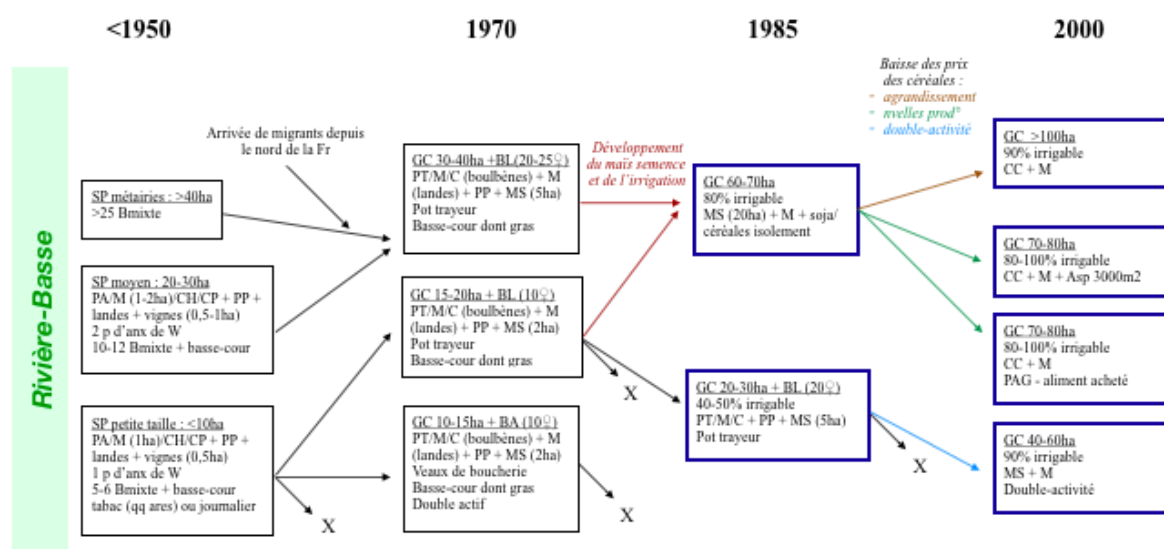 <1950
1970
1985
2000
Rivière-Basse
Arrivée de migrants depuis
le nord de la Fr
SP métairies : >40ha
>25 Bmixte
SP moyen : 20-30ha
PA/M (1-2ha)/CH/CP + PP +
landes + vignes (0,5-1ha)
2 p d'anx de W
10-12 Bmixte + basse-cour
SP petite taille : <10ha
PA/M (1ha)/CH/CP + PP +
landes + vignes (0,5ha)
1 p d'anx de W
5-6 Bmixte + basse-cour
tabac (qq ares) ou journalier
X
GC 30-40ha +BL(20-25♀)
PT/M/C (boulbènes) + M
(landes) + PP + MS (5ha)
Pot trayeur
Basse-cour dont gras
GC 15-20ha + BL (10♀)
PT/M/C (boulbènes) + M
(landes) + PP + MS (2ha)
Pot trayeur
Basse-cour dont gras
X
GC 10-15ha + BA (10♀)
PT/M/C (boulbènes) + M
(landes) + PP + MS (2ha)
Veaux de boucherie
Basse-cour dont gras
Double actif
X
Développement
du maïs semence
et de l'irrigation
GC 60-70ha
80% irrigable
MS (20ha) + M + soja/
céréales isolement
GC 20-30ha + BL (20♀)
40-50% irrigable
PT/M/C + PP + MS (5ha)
Pot trayeur
X
Baisse des prix
des céréales :
- agrandissement
- nvelles prod°
- double-activité
GC >100ha
90% irrigable
CC + M
GC 70-80ha
80-100% irrigable
CC + M + Asp 3000m2
GC 70-80ha
80-100% irrigable
CC + M
PAG - aliment acheté
GC 40-60ha
90% irrigable
MS + M
Double-activité